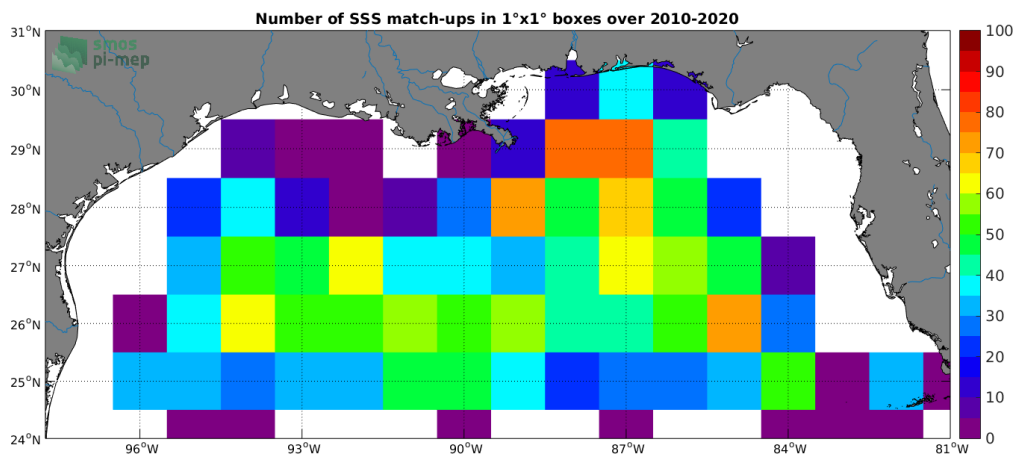 Number of SSS match-ups in 1°x1° boxes over 2010-2020
smos
pi-mep
31°N
30°N
29°N
28°N
27°N
26°N
25°N
24°N
96°W
93°W
90°W
87°W
84°W
81°W
100
90
80
70
60
50
40
30
20
10
0